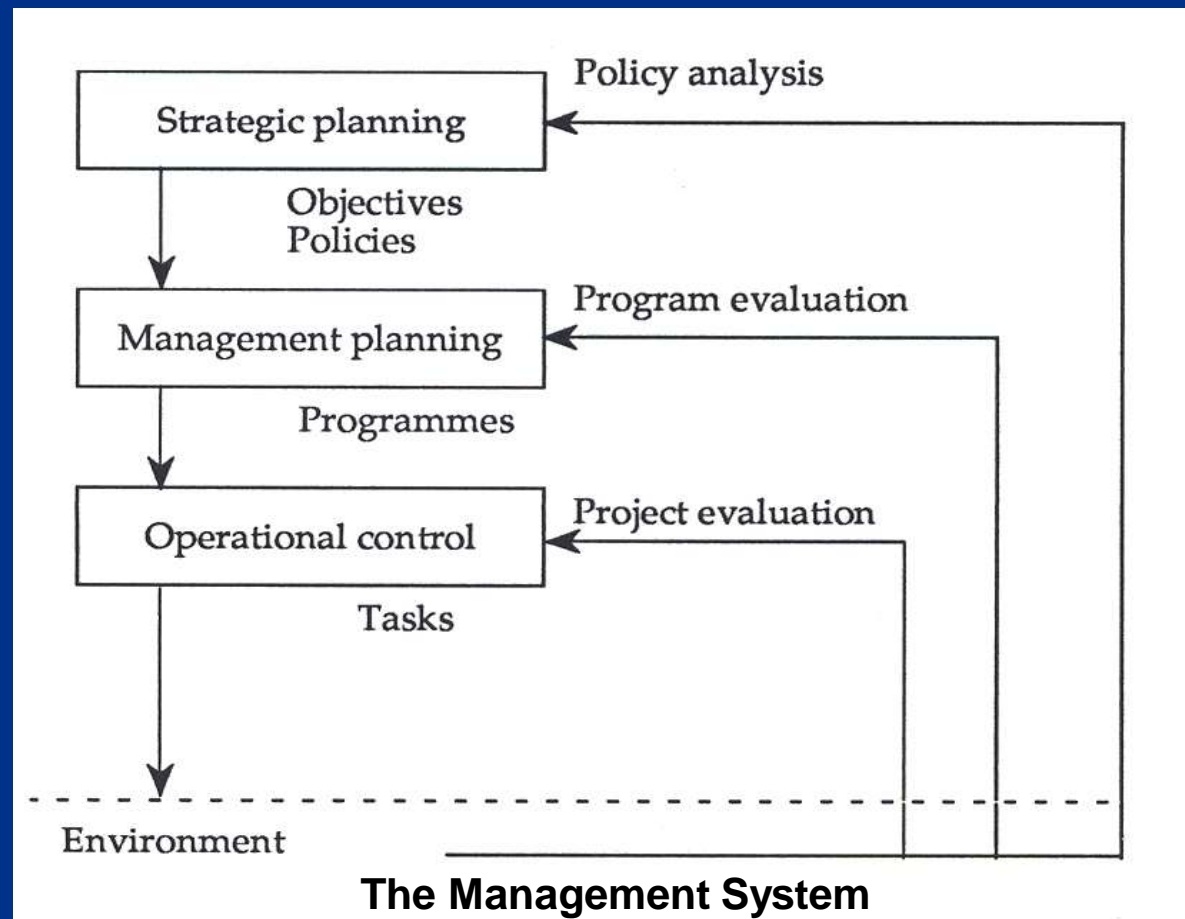 Policy analysis
Strategic planning
Objectives
Policies
Program evaluation
Management planning
Programmes
Project evaluation
Operational control
Tasks
Environment
The Management System